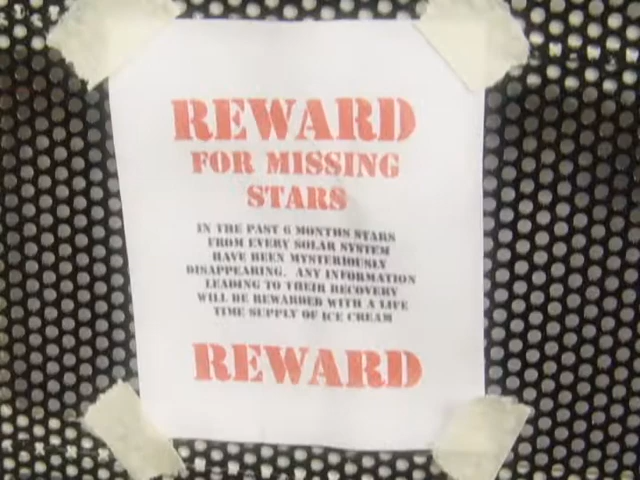 REWARD
FOR MISSING
STARS
IN THE PAST 6 MONTHS STARS
FROM EVERY SOLAR SYSTEM
HAVE BEEN MYSTERIOUSLY
DISAPPEARING. ANY INFORMATION
LEADING TO THEIR RECOVERY
WILL BE REWARDED WITH A LIFE
TIME SUPPLY OF ICE CREAM
REWARD